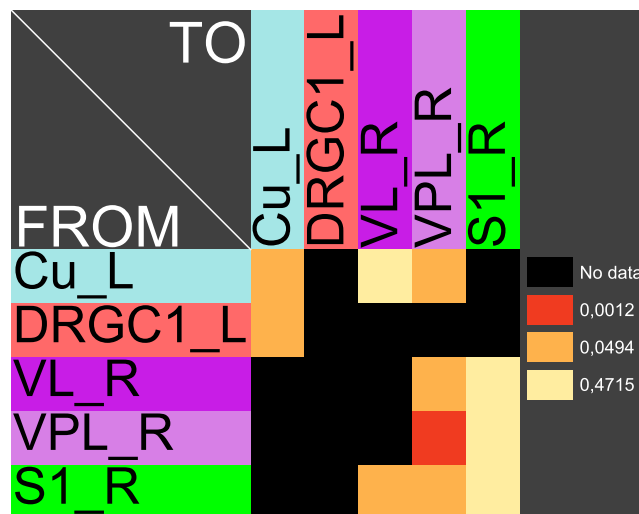 TO
FROM
Cu_L
DRGC1_L
VL_R
VPL_R
S1_R
Cu_L
DRGC1_L
VL_R
VPL_R
S1_R
No data
0,0012
0,0494
0,4715